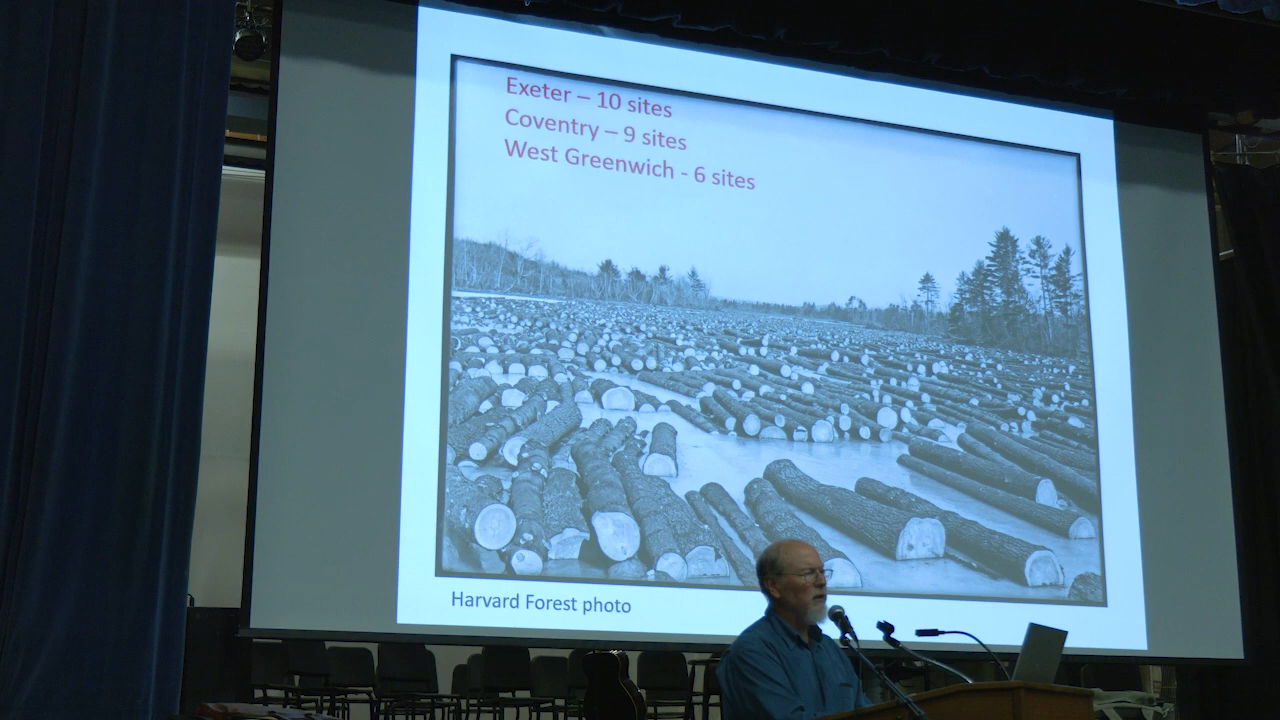 Exeter – 10 sites
Coventry – 9 sites
West Greenwich - 6 sites
Harvard Forest photo